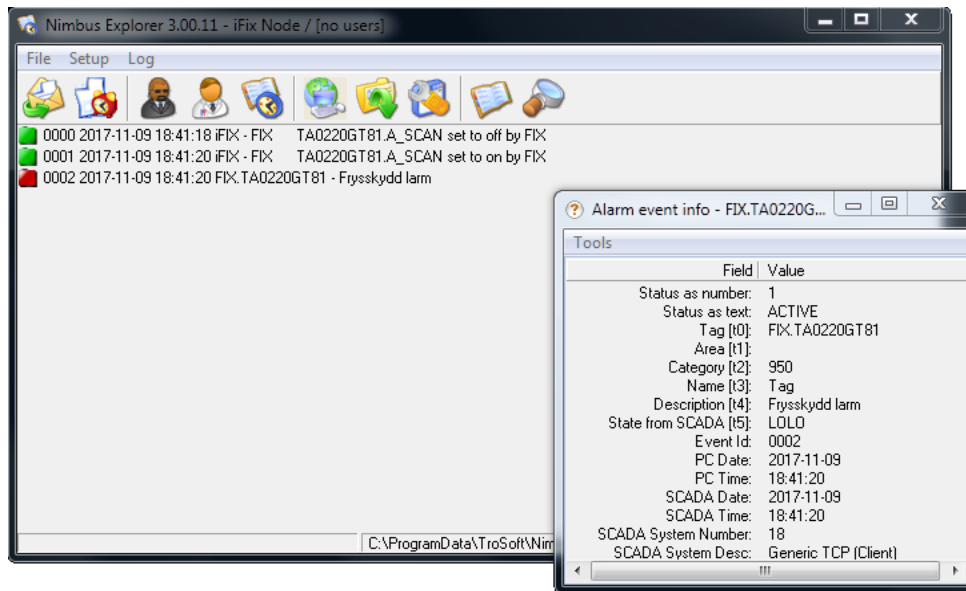 Nimbus Explorer 3.00.11 - iFix Node / [no users]
File Setup Log
0000 2017-11-09 18:41:18 iFIX - FIX TA0220GT81.A_SCAN set to off by FIX
0001 2017-11-09 18:41:20 iFIX - FIX TA0220GT81.A_SCAN set to on by FIX
0002 2017-11-09 18:41:20 FIX.TA0220GT81 - Frysskydd larm
C:\ProgramData\TroSoft\Nim
Alarm event info - FIX.TA0220G...
Tools
Field Value
Status as number: 1
Status as text: ACTIVE
Tag [t0]: FIX.TA0220GT81
Area [t1]:
Category [t2]: 950
Name [t3]: Tag
Description [t4]: Frysskydd larm
State from SCADA [t5]: LOLO
Event Id: 0002
PC Date: 2017-11-09
PC Time: 18:41:20
SCADA Date: 2017-11-09
SCADA Time: 18:41:20
SCADA System Number: 18
SCADA System Desc: Generic TCP (Client)